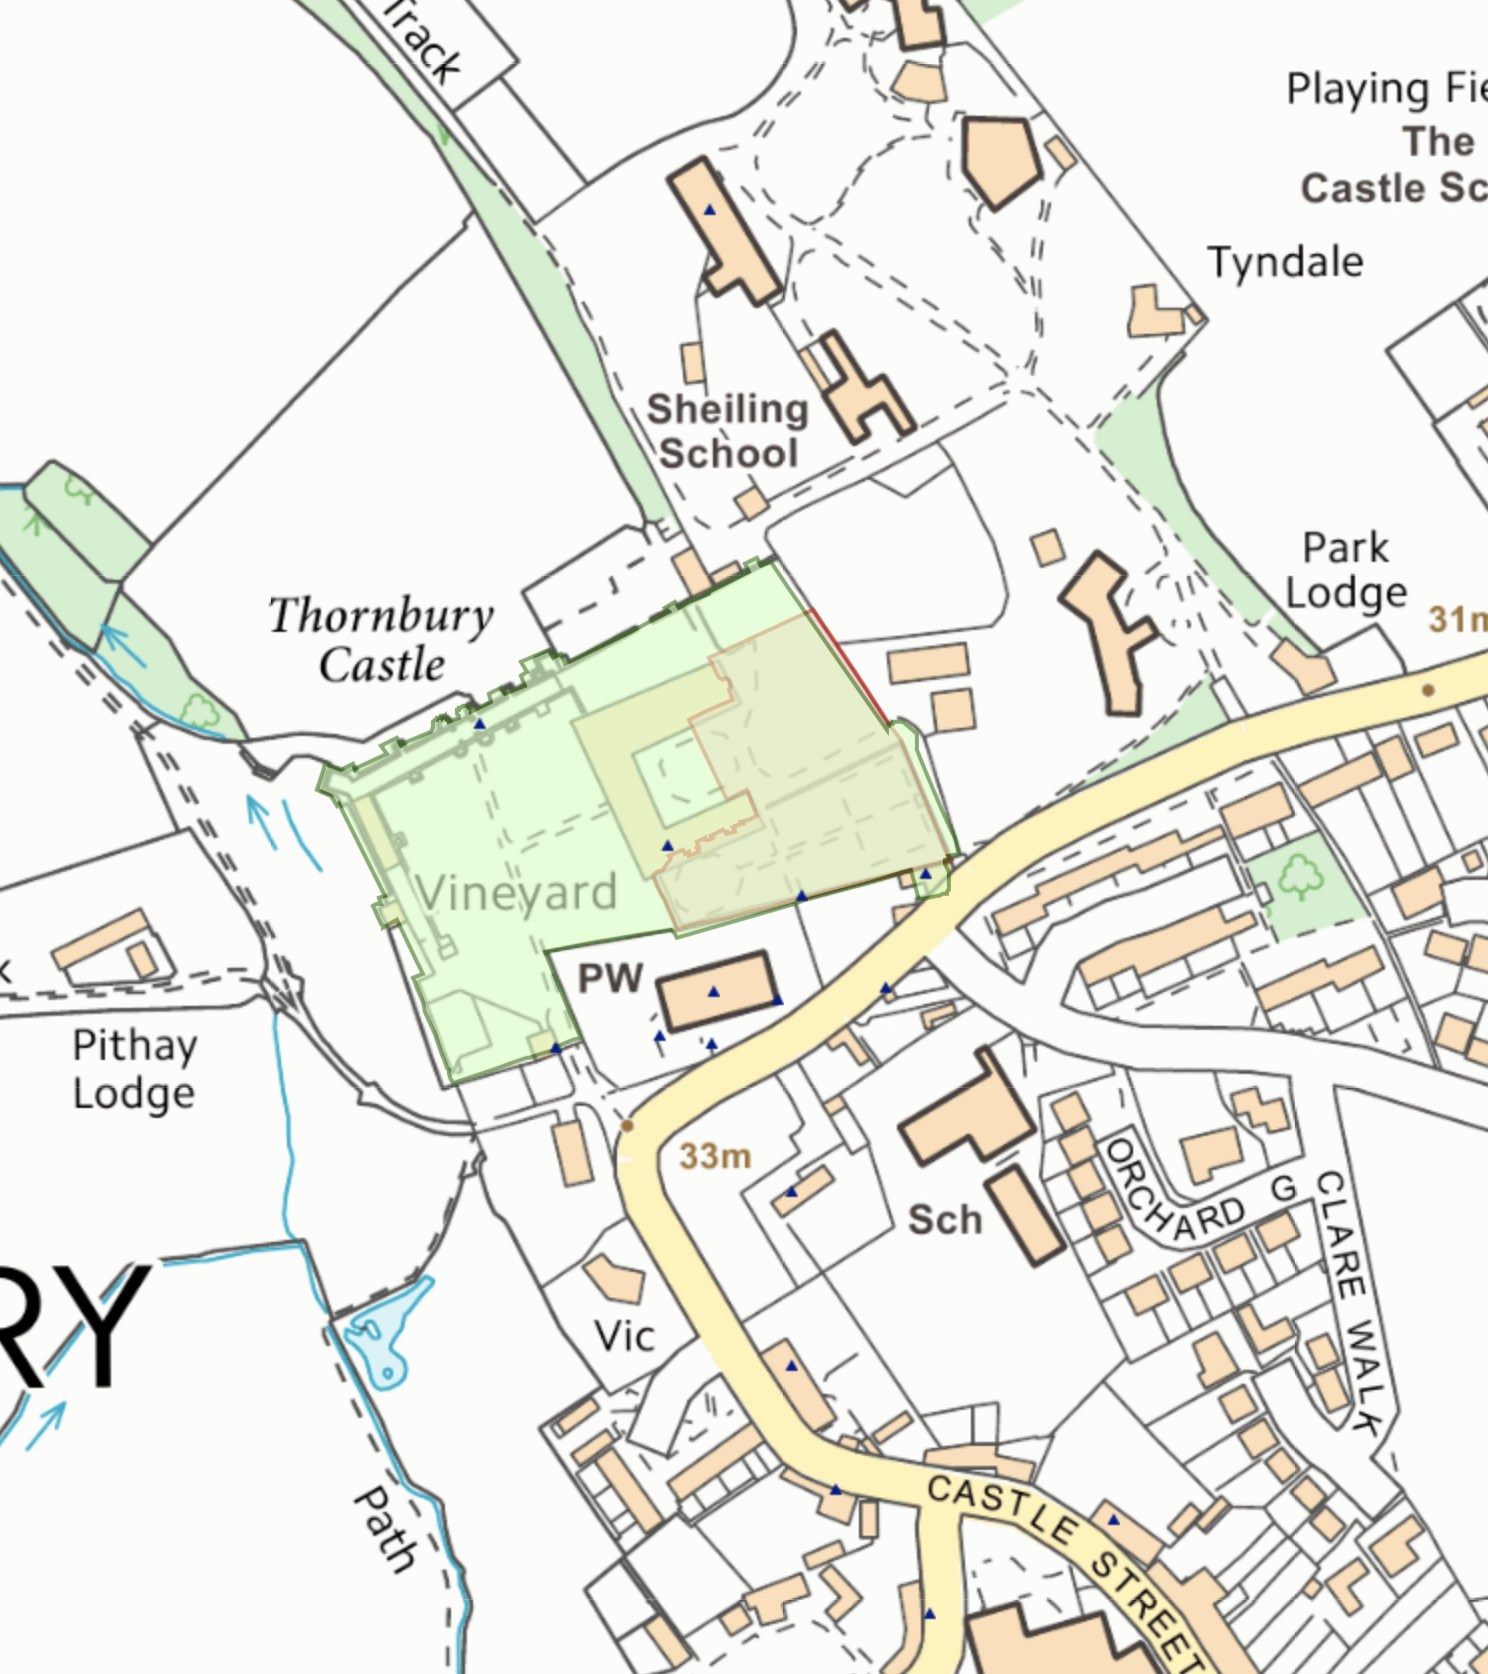 Track
Playing Fie
The
Castle Sc
Tyndale
Sheiling
School
Park
Lodge
31m
Thornbury
Castle
Vineyard
PW
k
Pithay
Lodge
33m
Sch
ORCHARD G
CLARE WALK
RY
Vic
CASTLE STREET
Path